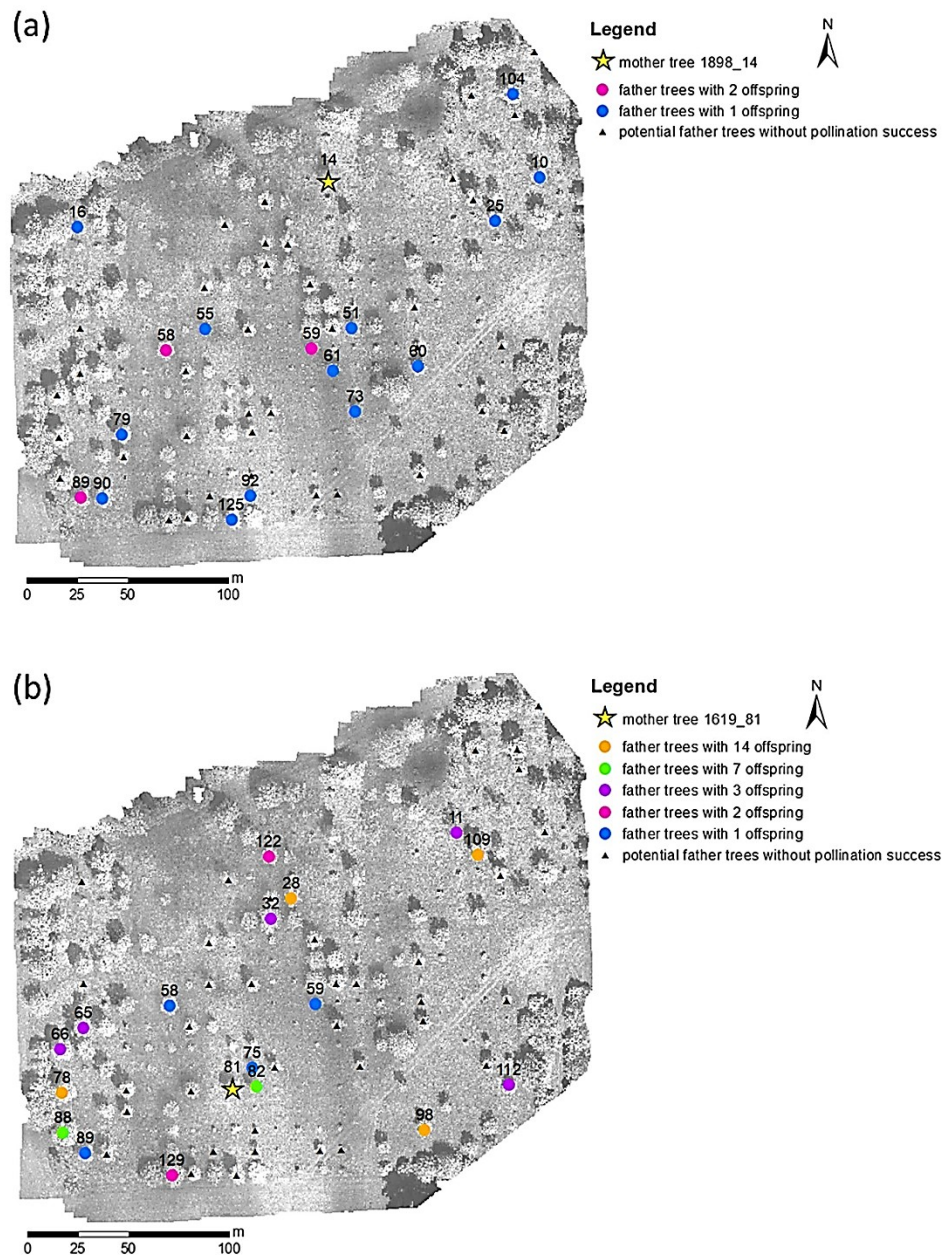 (a)
Legend
N
mother tree 1898_14
father trees with 2 offspring
father trees with 1 offspring
potential father trees without pollination success
104
14
10
25
16
55
51
58
59
61
60
73
79
89 90
92
125
m
0 25 50 100
(b)
Legend
N
mother tree 1619_81
father trees with 14 offspring
father trees with 7 offspring
father trees with 3 offspring
father trees with 2 offspring
father trees with 1 offspring
potential father trees without pollination success
11
109
122
28
32
58
59
65
66
75
81 82
112
78
88
98
89
129
m
0 25 50 100